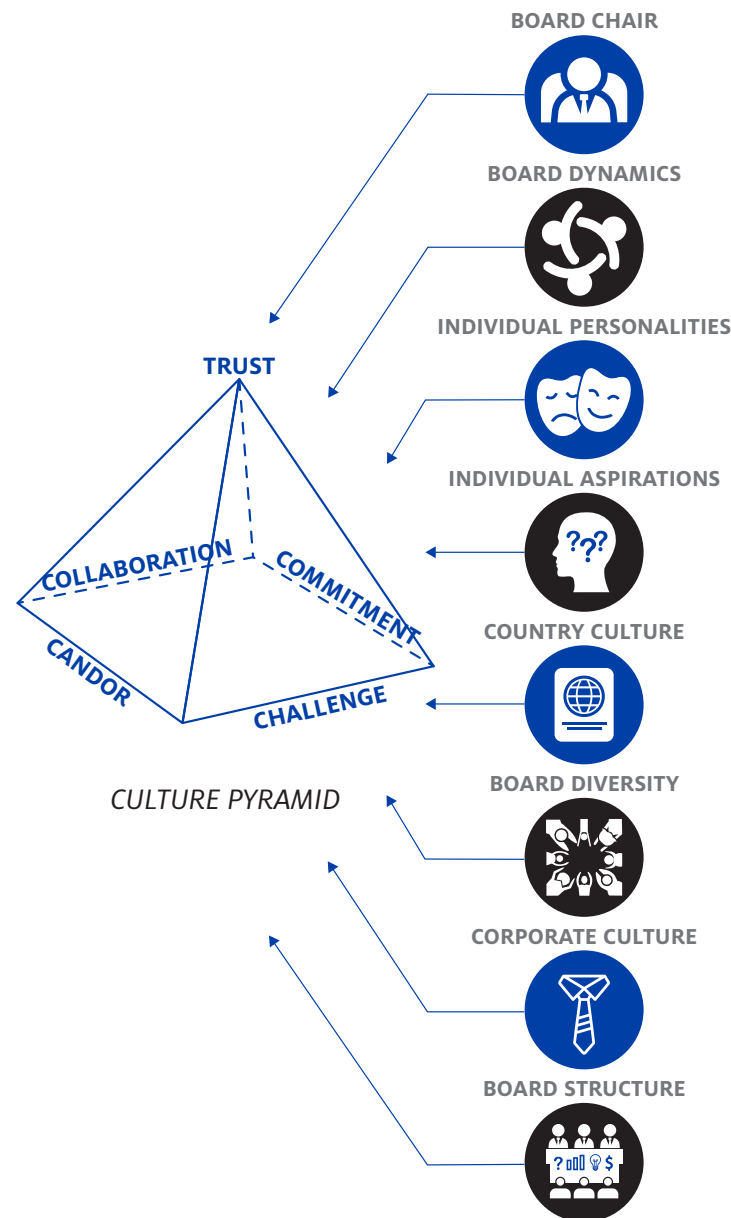 BOARD CHAIR
BOARD DYNAMICS
INDIVIDUAL PERSONALITIES
TRUST
INDIVIDUAL ASPIRATIONS
???
COLLABORATION
COMMITMENT
COUNTRY CULTURE
CANDOR
CHALLENGE
BOARD DIVERSITY
CULTURE PYRAMID
CORPORATE CULTURE
BOARD STRUCTURE
? $